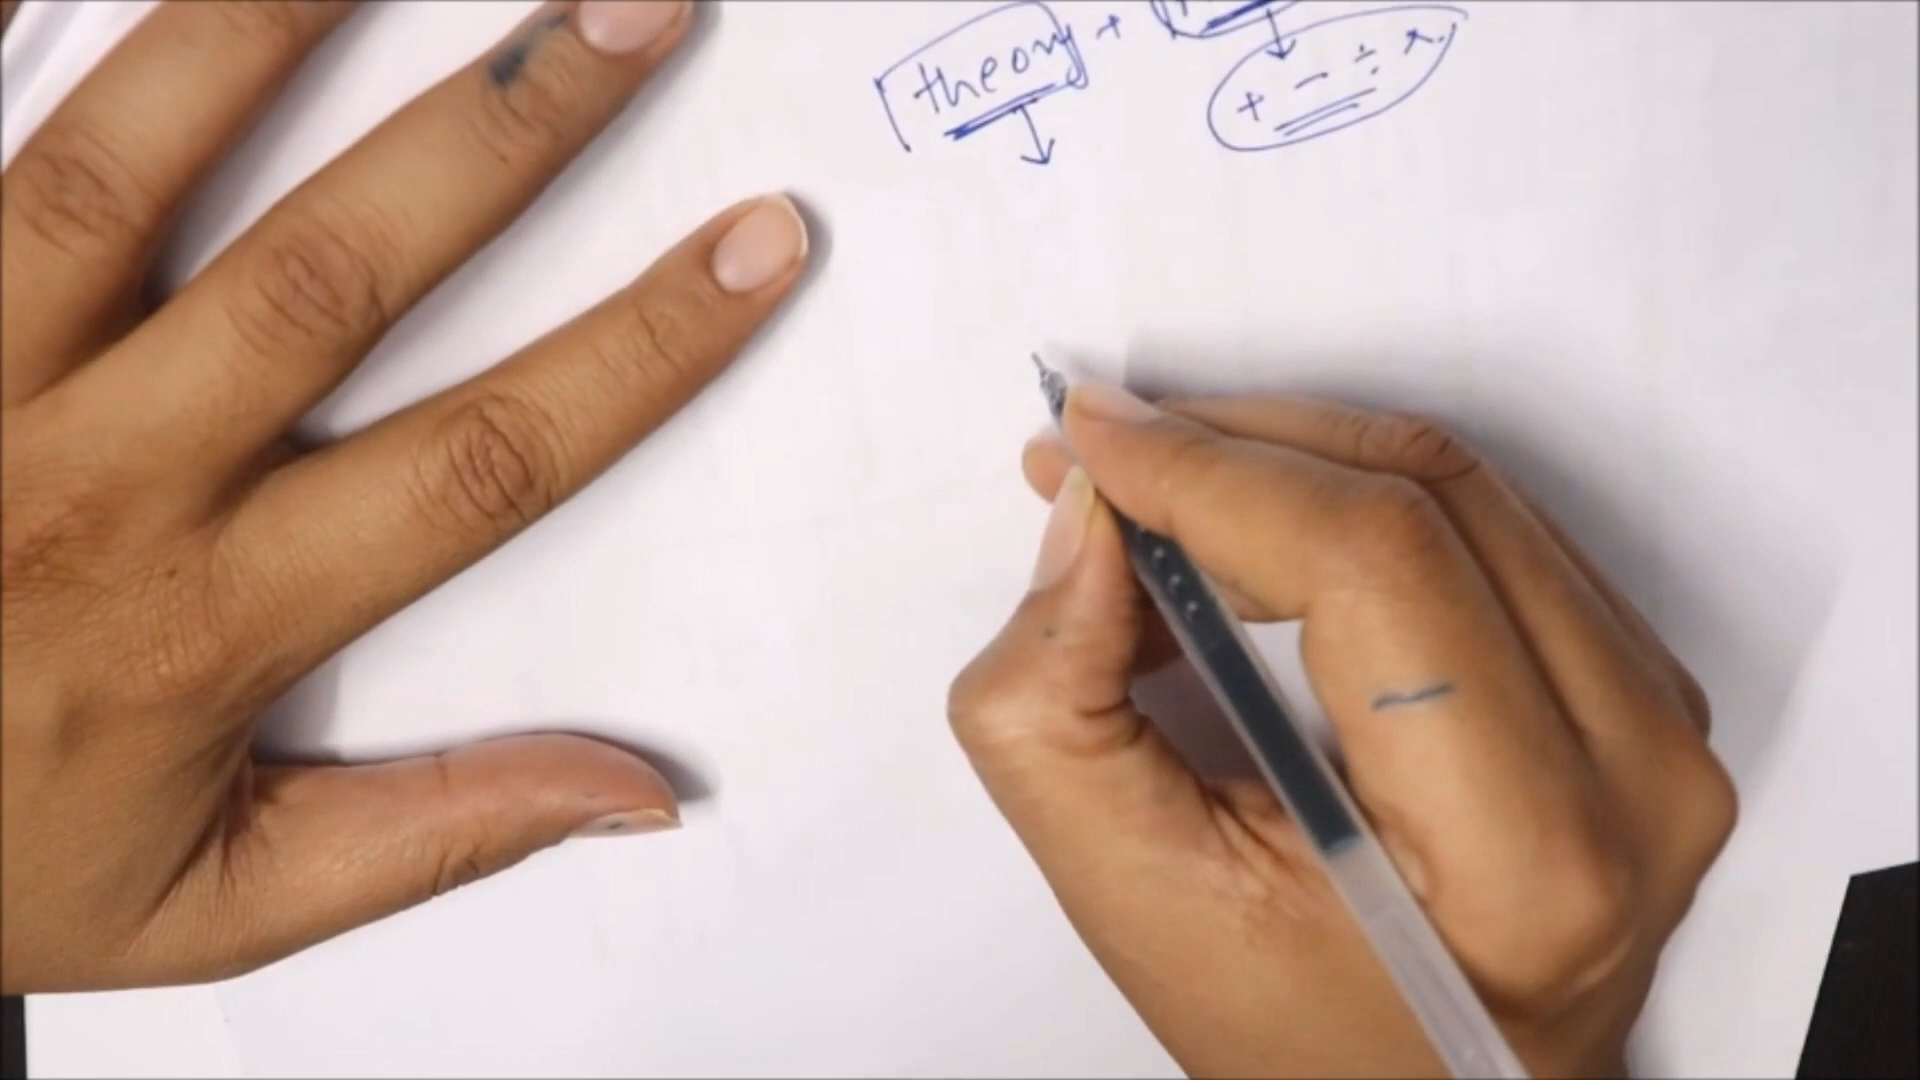 theory +
+ − ÷ ×